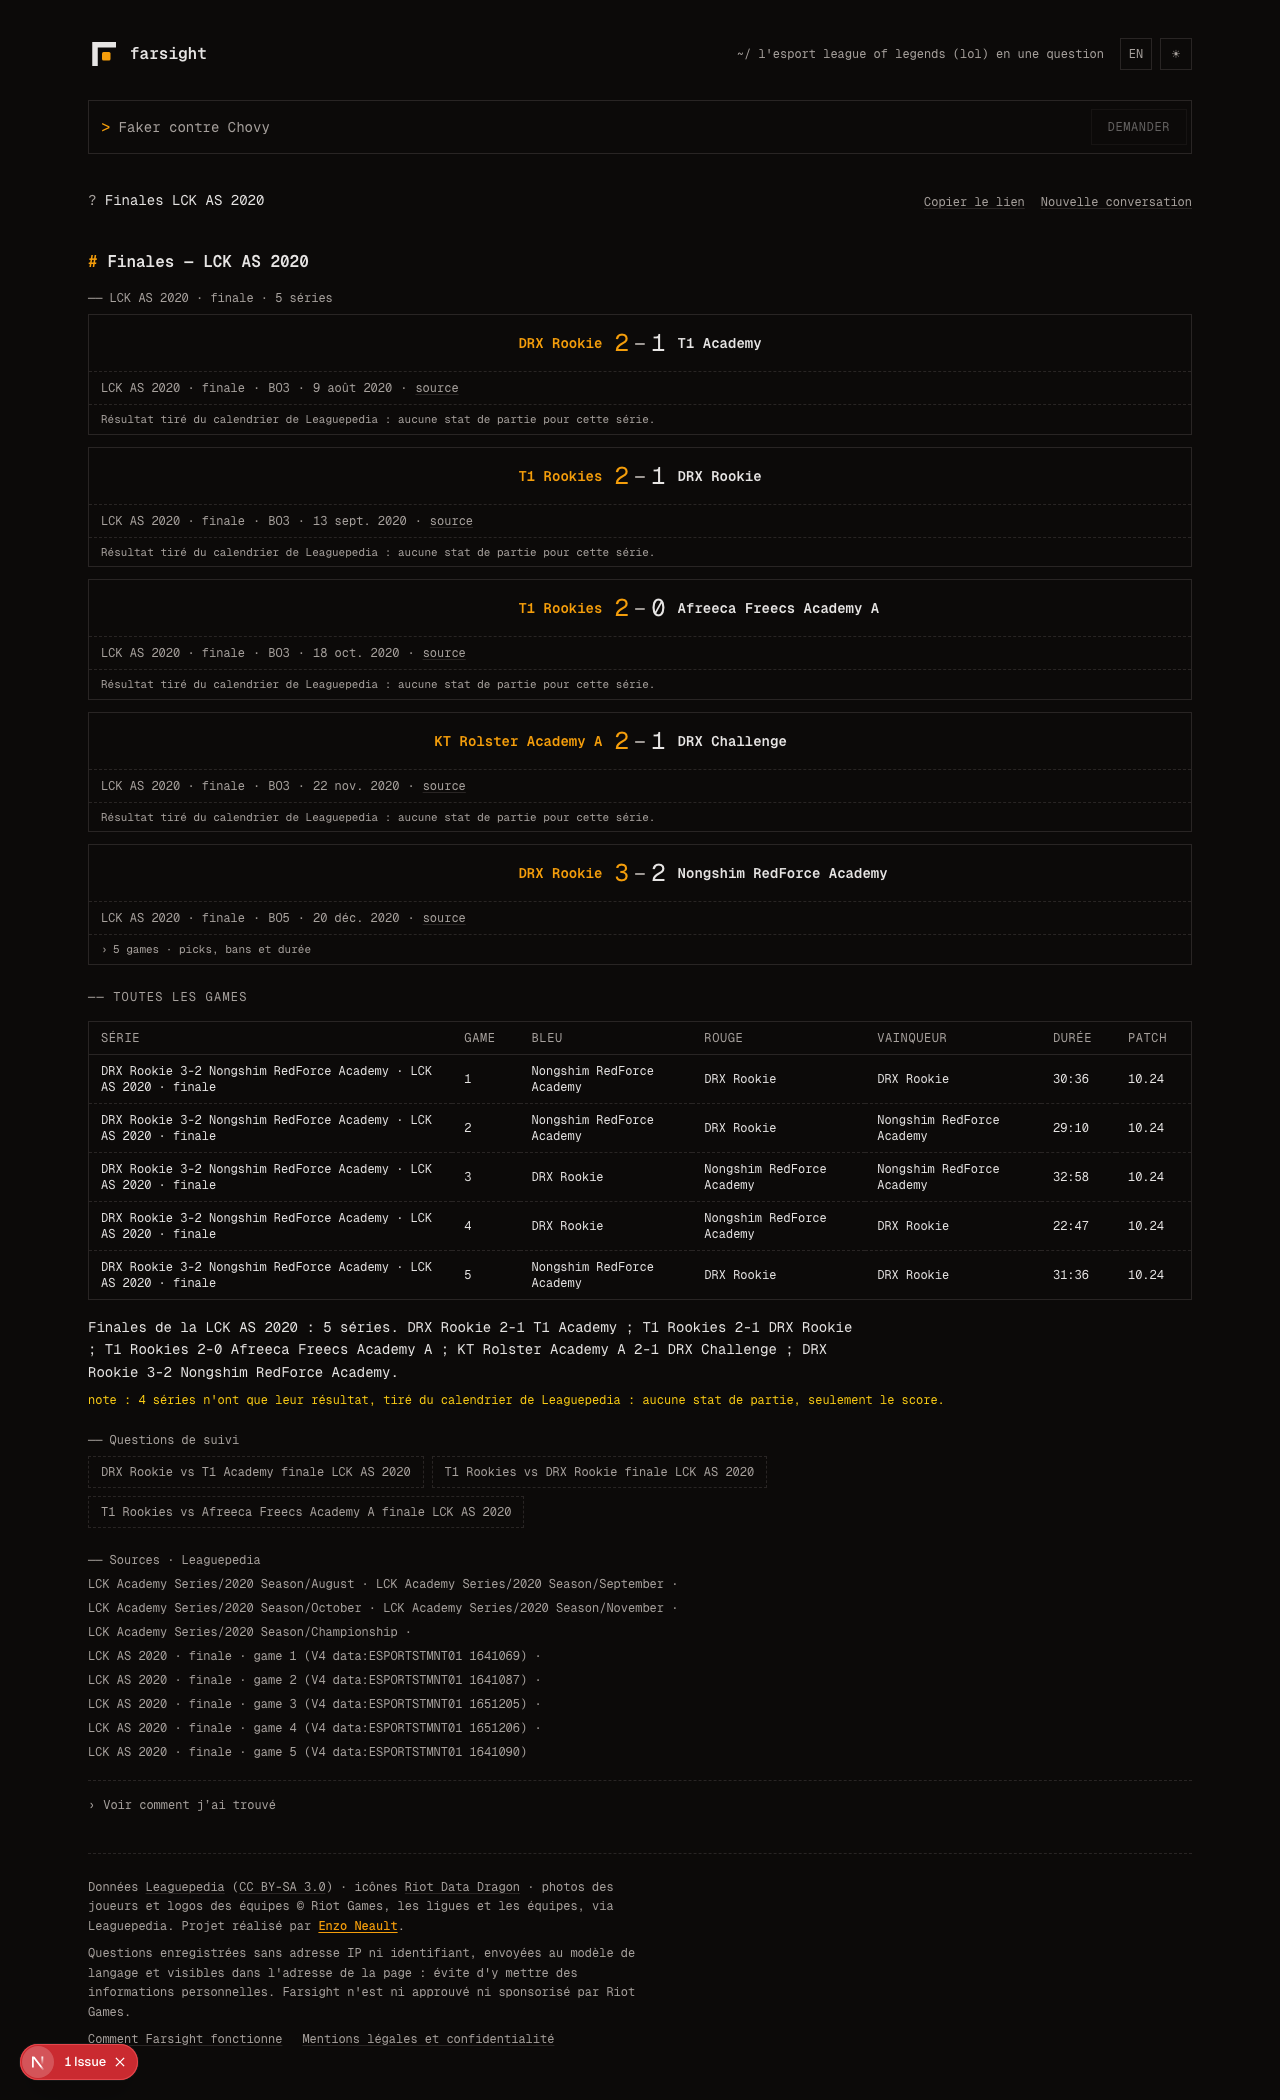 farsight
~/ l'esport league of legends (lol) en une question
EN
☀
> Faker contre Chovy
DEMANDER
? Finales LCK AS 2020
Copier le lien
Nouvelle conversation
# Finales — LCK AS 2020
—— LCK AS 2020 · finale · 5 séries
DRX Rookie 2–1 T1 Academy
LCK AS 2020 · finale · BO3 · 9 août 2020 · source
Résultat tiré du calendrier de Leaguepedia : aucune stat de partie pour cette série.
T1 Rookies 2–1 DRX Rookie
LCK AS 2020 · finale · BO3 · 13 sept. 2020 · source
Résultat tiré du calendrier de Leaguepedia : aucune stat de partie pour cette série.
T1 Rookies 2–0 Afreeca Freecs Academy A
LCK AS 2020 · finale · BO3 · 18 oct. 2020 · source
Résultat tiré du calendrier de Leaguepedia : aucune stat de partie pour cette série.
KT Rolster Academy A 2–1 DRX Challenge
LCK AS 2020 · finale · BO3 · 22 nov. 2020 · source
Résultat tiré du calendrier de Leaguepedia : aucune stat de partie pour cette série.
DRX Rookie 3–2 Nongshim RedForce Academy
LCK AS 2020 · finale · BO5 · 20 déc. 2020 · source
› 5 games · picks, bans et durée
—— TOUTES LES GAMES
SÉRIE GAME BLEU ROUGE VAINQUEUR DURÉE PATCH
DRX Rookie 3-2 Nongshim RedForce Academy · LCK
AS 2020 · finale
1
Nongshim RedForce
Academy
DRX Rookie
DRX Rookie
30:36
10.24
DRX Rookie 3-2 Nongshim RedForce Academy · LCK
AS 2020 · finale
2
Nongshim RedForce
Academy
DRX Rookie
Nongshim RedForce
Academy
29:10
10.24
DRX Rookie 3-2 Nongshim RedForce Academy · LCK
AS 2020 · finale
3
DRX Rookie
Nongshim RedForce
Academy
Nongshim RedForce
Academy
32:58
10.24
DRX Rookie 3-2 Nongshim RedForce Academy · LCK
AS 2020 · finale
4
DRX Rookie
Nongshim RedForce
Academy
DRX Rookie
22:47
10.24
DRX Rookie 3-2 Nongshim RedForce Academy · LCK
AS 2020 · finale
5
Nongshim RedForce
Academy
DRX Rookie
DRX Rookie
31:36
10.24
Finales de la LCK AS 2020 : 5 séries. DRX Rookie 2-1 T1 Academy ; T1 Rookies 2-1 DRX Rookie
; T1 Rookies 2-0 Afreeca Freecs Academy A ; KT Rolster Academy A 2-1 DRX Challenge ; DRX
Rookie 3-2 Nongshim RedForce Academy.
note : 4 séries n'ont que leur résultat, tiré du calendrier de Leaguepedia : aucune stat de partie, seulement le score.
—— Questions de suivi
DRX Rookie vs T1 Academy finale LCK AS 2020
T1 Rookies vs DRX Rookie finale LCK AS 2020
T1 Rookies vs Afreeca Freecs Academy A finale LCK AS 2020
—— Sources · Leaguepedia
LCK Academy Series/2020 Season/August · LCK Academy Series/2020 Season/September ·
LCK Academy Series/2020 Season/October · LCK Academy Series/2020 Season/November ·
LCK Academy Series/2020 Season/Championship ·
LCK AS 2020 · finale · game 1 (V4 data:ESPORTSTMNT01 1641069) ·
LCK AS 2020 · finale · game 2 (V4 data:ESPORTSTMNT01 1641087) ·
LCK AS 2020 · finale · game 3 (V4 data:ESPORTSTMNT01 1651205) ·
LCK AS 2020 · finale · game 4 (V4 data:ESPORTSTMNT01 1651206) ·
LCK AS 2020 · finale · game 5 (V4 data:ESPORTSTMNT01 1641090)
› Voir comment j'ai trouvé
Données Leaguepedia (CC BY-SA 3.0) · icônes Riot Data Dragon · photos des
joueurs et logos des équipes © Riot Games, les ligues et les équipes, via
Leaguepedia. Projet réalisé par Enzo Neault.
Questions enregistrées sans adresse IP ni identifiant, envoyées au modèle de
langage et visibles dans l'adresse de la page : évite d'y mettre des
informations personnelles. Farsight n'est ni approuvé ni sponsorisé par Riot
Games.
Comment Farsight fonctionne
Mentions légales et confidentialité
N 1 Issue ×